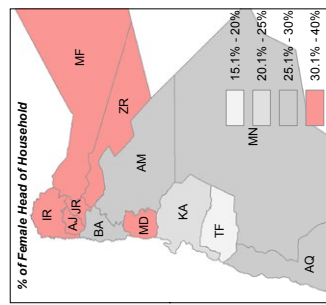 % of Female Head of Household
IR
MF
AJ
JR
ZR
BA
AM
MD
KA
TF
MN
AQ
15.1% - 20%
20.1% - 25%
25.1% - 30%
30.1% - 40%